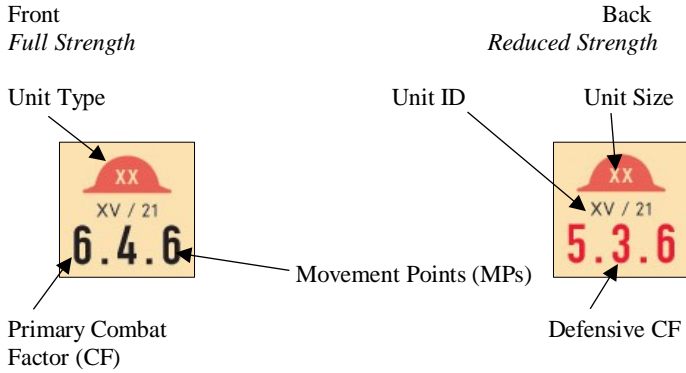 Front Back
Full Strength Reduced Strength
Unit Type Unit ID Unit Size
XX XX
XV / 21 XV / 21
6.4.6 5.3.6
Movement Points (MPs)
Primary Combat Defensive CF
Factor (CF)